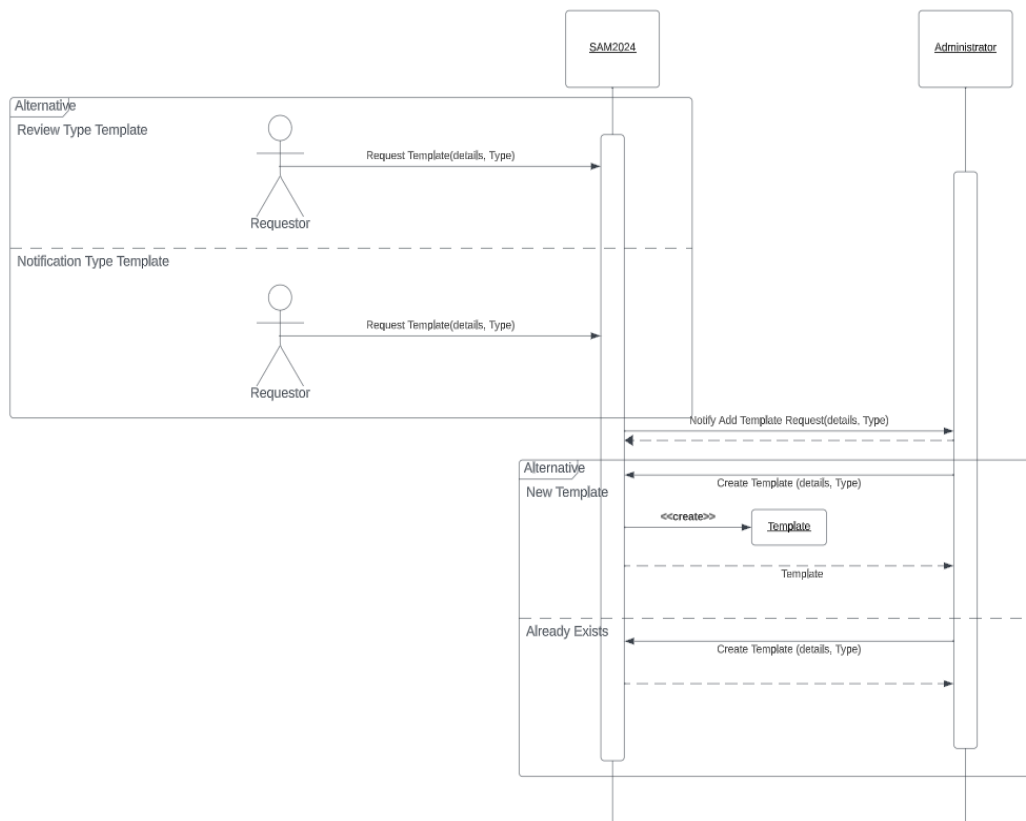 SAM2024
Administrator
Alternative
Review Type Template
Request Template(details, Type)
Requestor
Notification Type Template
Request Template(details, Type)
Requestor
Notify Add Template Request(details, Type)
Alternative
Create Template (details, Type)
New Template
<<create>>
Template
Template
Already Exists
Create Template (details, Type)